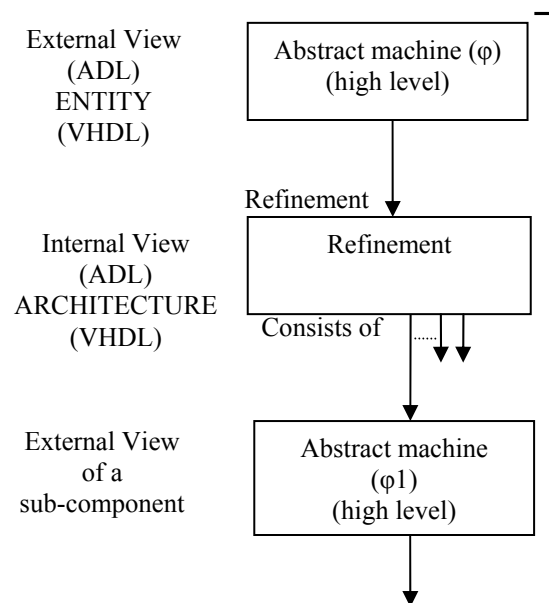 External View
(ADL)
ENTITY
(VHDL)
Abstract machine (φ)
(high level)
Refinement
Internal View
(ADL)
ARCHITECTURE
(VHDL)
Refinement
Consists of ......
External View
of a
sub-component
Abstract machine
(φ1)
(high level)